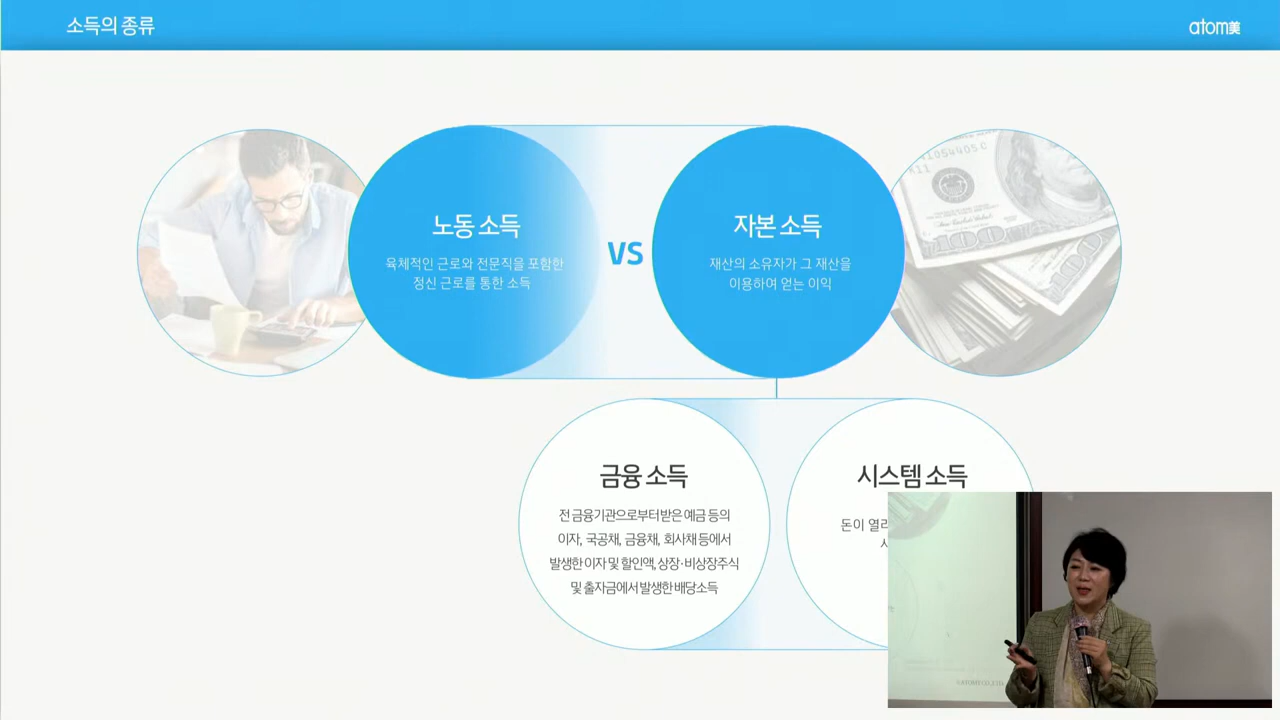 소득의 종류
atom美
노동 소득
육체적인 근로와 전문직을 포함한
정신 근로를 통한 소득
VS
자본 소득
재산의 소유자가 그 재산을
이용하여 얻는 이익
금융 소득
전 금융기관으로부터 받은 예금 등의
이자, 국공채, 금융채, 회사채 등에서
발생한 이자 및 할인액, 상장·비상장주식
및 출자금에서 발생한 배당소득
시스템 소득
돈이
100
100